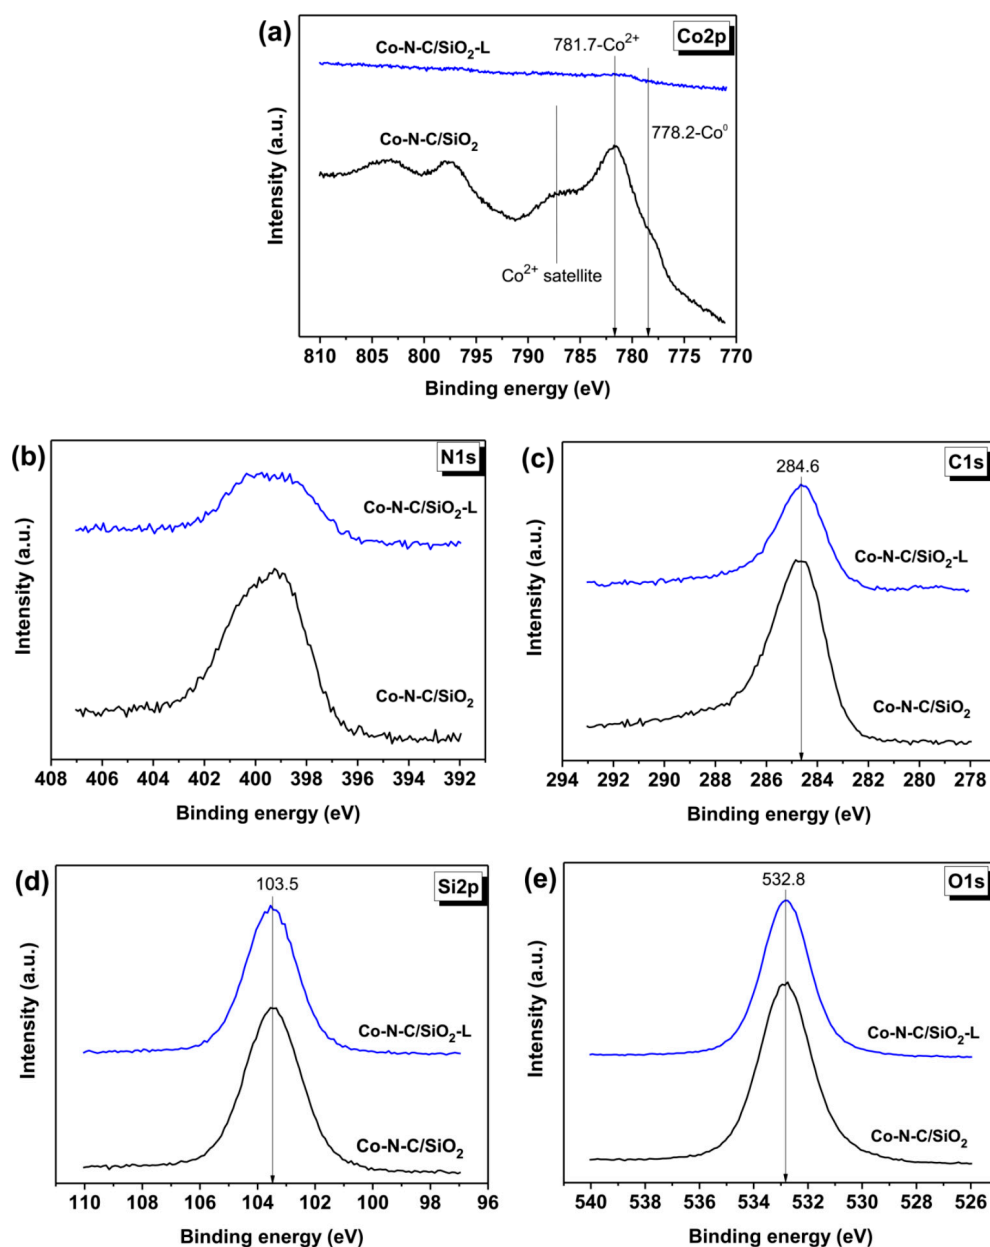 (a)
Co2p
Co-N-C/SiO₂-L
781.7-Co²⁺
778.2-Co⁰
Co-N-C/SiO₂
Co²⁺ satellite
Intensity (a.u.)
810 805 800 795 790 785 780 775 770
Binding energy (eV)
(b)
N1s
Co-N-C/SiO₂-L
Co-N-C/SiO₂
Intensity (a.u.)
408 406 404 402 400 398 396 394 392
Binding energy (eV)
(c)
C1s
284.6
Co-N-C/SiO₂-L
Co-N-C/SiO₂
Intensity (a.u.)
294 292 290 288 286 284 282 280 278
Binding energy (eV)
(d)
Si2p
103.5
Co-N-C/SiO₂-L
Co-N-C/SiO₂
Intensity (a.u.)
110 108 106 104 102 100 98 96
Binding energy (eV)
(e)
O1s
532.8
Co-N-C/SiO₂-L
Co-N-C/SiO₂
Intensity (a.u.)
540 538 536 534 532 530 528 526
Binding energy (eV)